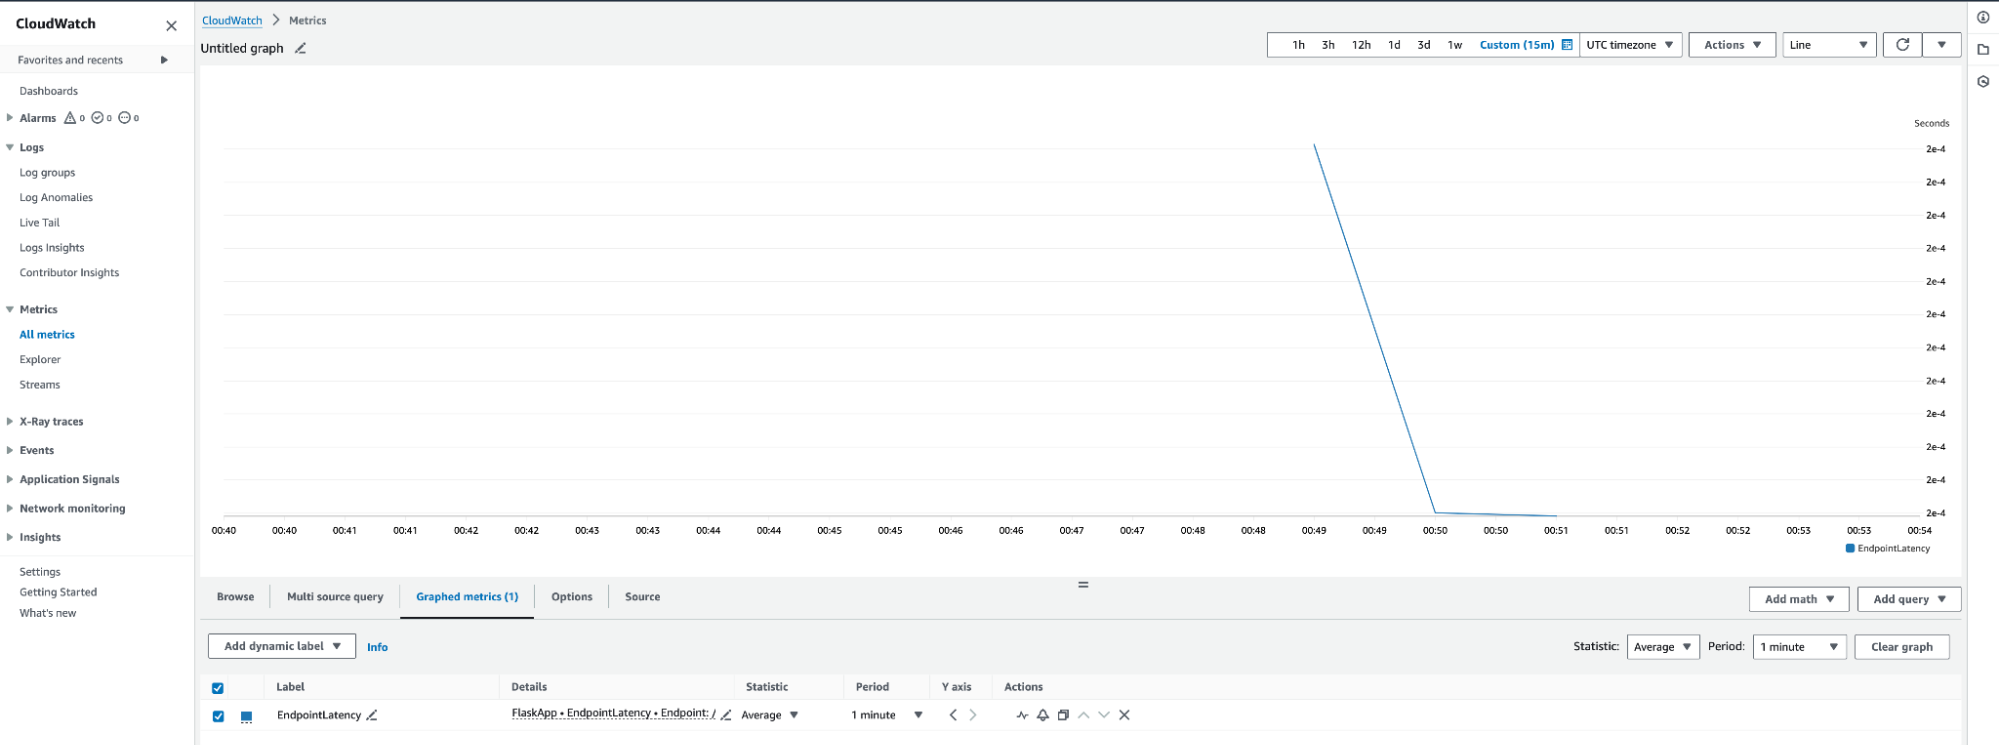 CloudWatch
Favorites and recents
Dashboards
Alarms 0 0 0
Logs
Log groups
Log Anomalies
Live Tail
Logs Insights
Contributor Insights
Metrics
All metrics
Explorer
Streams
X-Ray traces
Events
Application Signals
Network monitoring
Insights
Settings
Getting Started
What's new
CloudWatch > Metrics
Untitled graph
1h 3h 12h 1d 3d 1w Custom (15m) UTC timezone Actions Line
Seconds
2e-4
2e-4
2e-4
2e-4
2e-4
2e-4
2e-4
2e-4
2e-4
2e-4
2e-4
2e-4
00:40 00:40 00:41 00:41 00:42 00:42 00:43 00:43 00:44 00:44 00:45 00:45 00:46 00:46 00:47 00:47 00:48 00:48 00:49 00:49 00:50 00:50 00:51 00:51 00:52 00:52 00:53 00:53 00:54
EndpointLatency
Browse Multi source query Graphed metrics (1) Options Source Add math Add query
Add dynamic label Info Statistic: Average Period: 1 minute Clear graph
Label Details Statistic Period Y axis Actions
EndpointLatency FlaskApp • EndpointLatency • Endpoint: / Average 1 minute